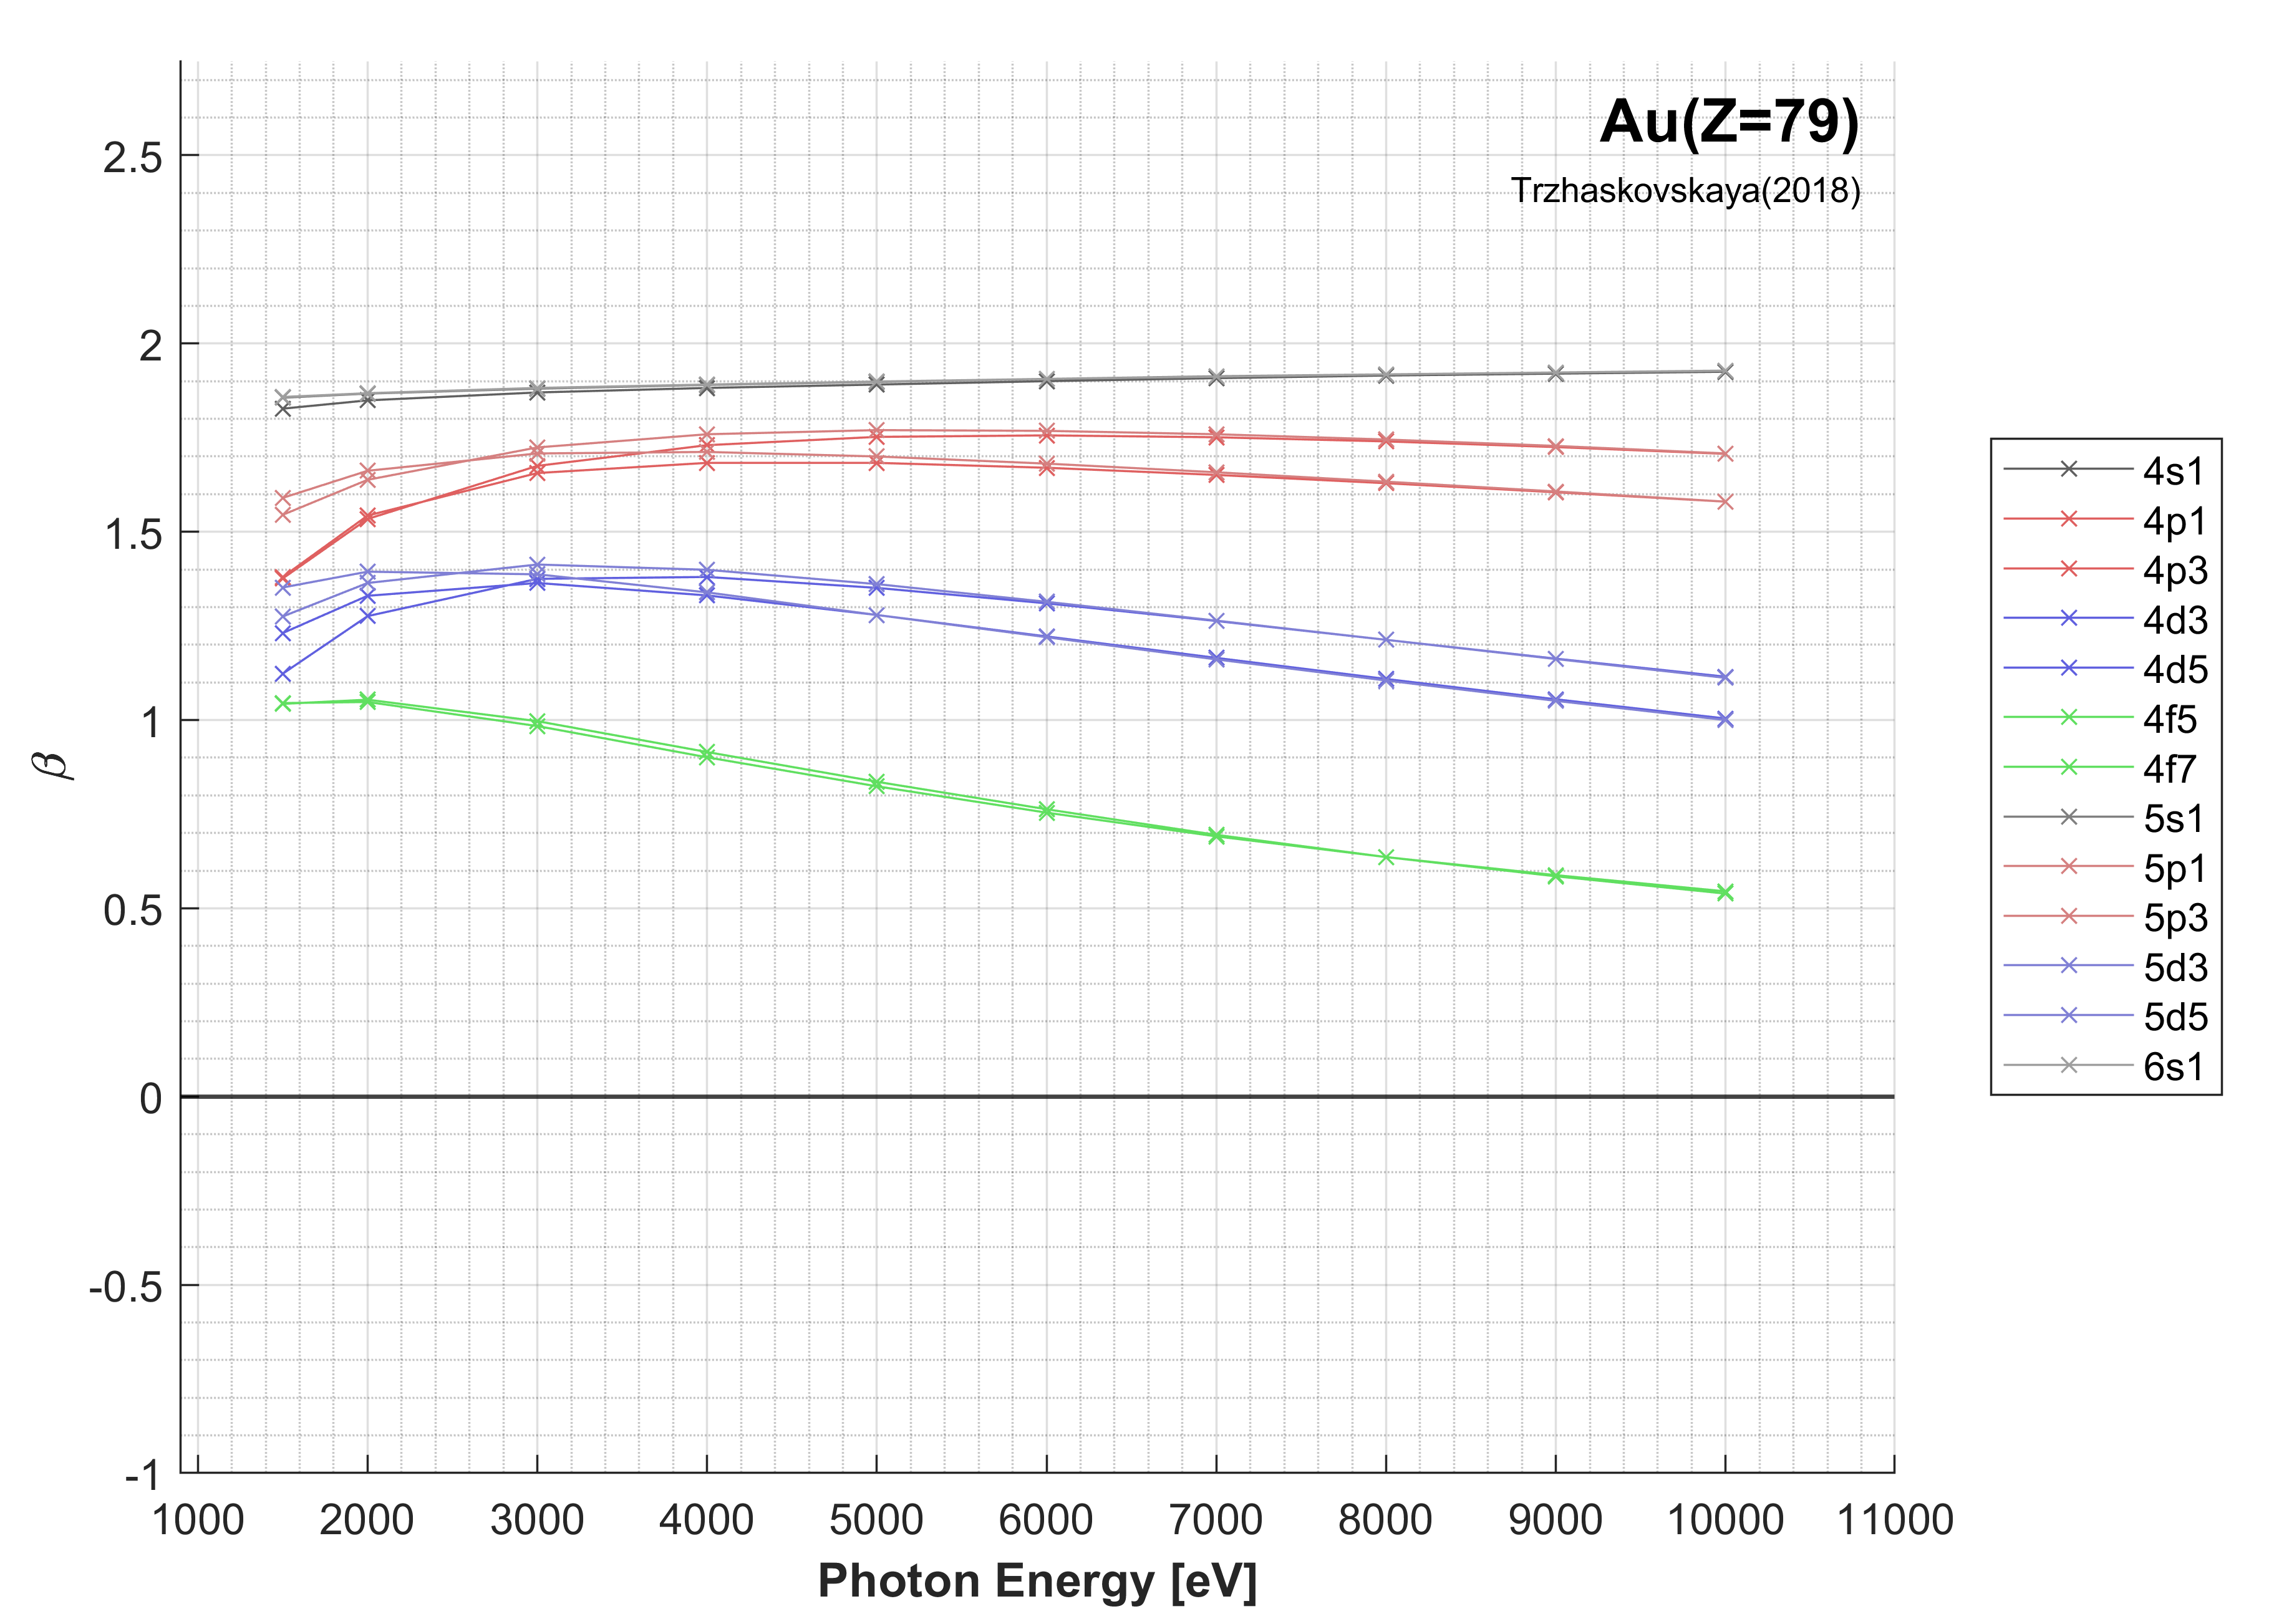 Au(Z=79)
Trzhaskovskaya(2018)
2.5
2
1.5
1
0.5
0
-0.5
-1
β
1000 2000 3000 4000 5000 6000 7000 8000 9000 10000 11000
Photon Energy [eV]
4s1
4p1
4p3
4d3
4d5
4f5
4f7
5s1
5p1
5p3
5d3
5d5
6s1